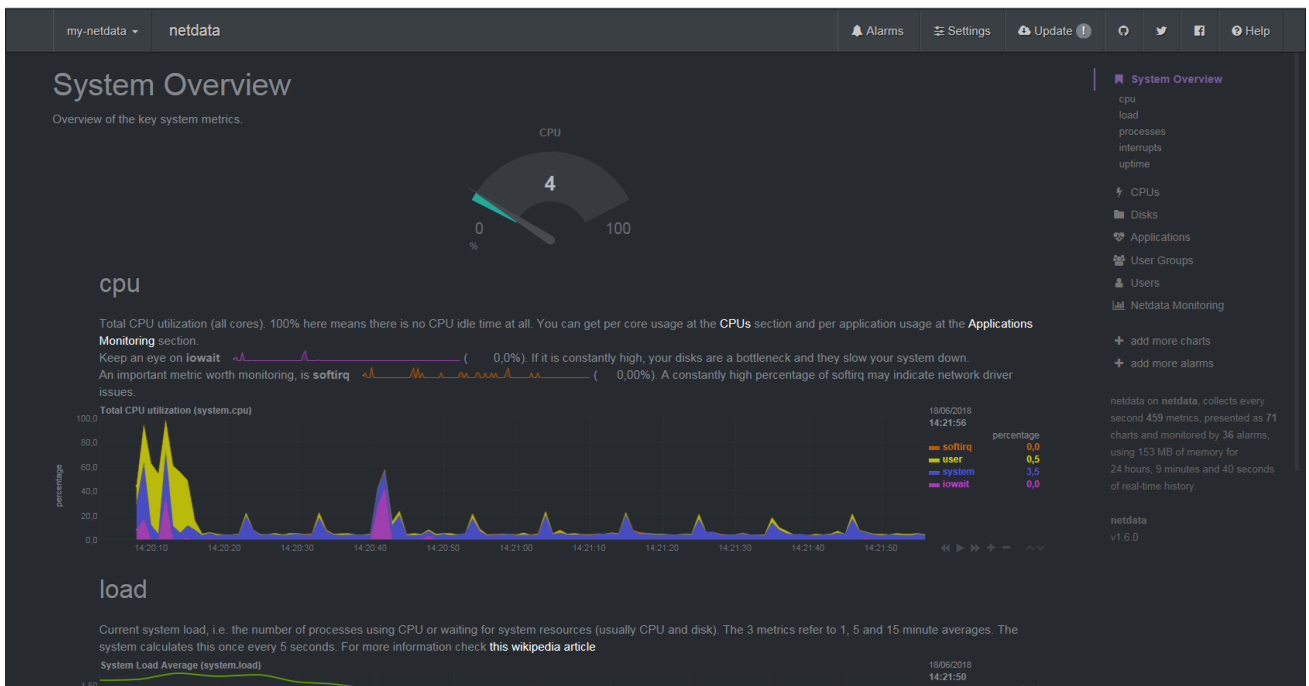 my-netdata
netdata
Alarms
Settings
Update !
Help
System Overview
Overview of the key system metrics.
CPU
4
0
100
%
cpu
Total CPU utilization (all cores). 100% here means there is no CPU idle time at all. You can get per core usage at the CPUs section and per application usage at the Applications
Monitoring section.
Keep an eye on iowait ( 0,0%). If it is constantly high, your disks are a bottleneck and they slow your system down.
An important metric worth monitoring, is softirq ( 0,00%). A constantly high percentage of softirq may indicate network driver
issues.
Total CPU utilization (system.cpu)
18/06/2018
14:21:56
percentage
softirq 0,0
user 0,5
system 3,5
iowait 0,0
percentage
100,0
80,0
60,0
40,0
20,0
0,0
14:20:10 14:20:20 14:20:30 14:20:40 14:20:50 14:21:00 14:21:10 14:21:20 14:21:30 14:21:40 14:21:50
load
Current system load, i.e. the number of processes using CPU or waiting for system resources (usually CPU and disk). The 3 metrics refer to 1, 5 and 15 minute averages. The
system calculates this once every 5 seconds. For more information check this wikipedia article
System Load Average (system.load)
18/06/2018
14:21:50
1,50
System Overview
cpu
load
processes
interrupts
uptime
CPUs
Disks
Applications
User Groups
Users
Netdata Monitoring
add more charts
add more alarms
netdata on netdata, collects every
second 459 metrics, presented as 71
charts and monitored by 36 alarms,
using 153 MB of memory for
24 hours, 9 minutes and 40 seconds
of real-time history.
netdata
v1.6.0